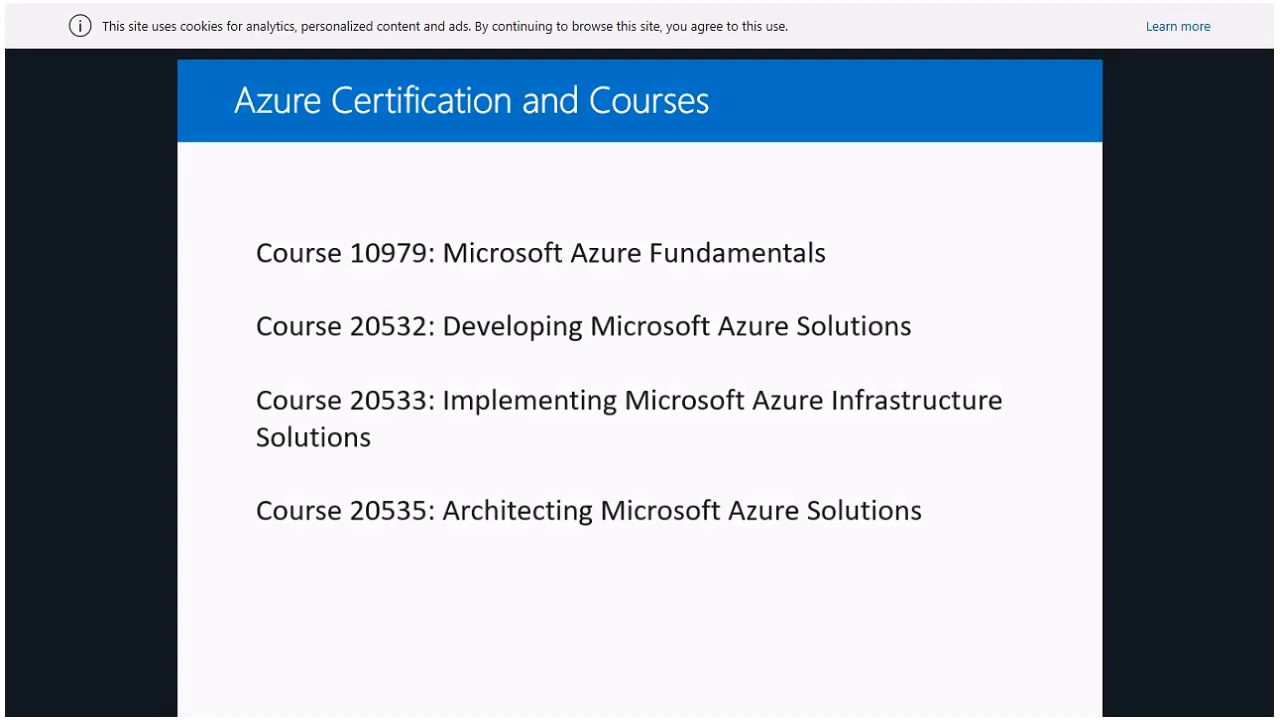 This site uses cookies for analytics, personalized content and ads. By continuing to browse this site, you agree to this use.
Learn more
Azure Certification and Courses
Course 10979: Microsoft Azure Fundamentals
Course 20532: Developing Microsoft Azure Solutions
Course 20533: Implementing Microsoft Azure Infrastructure
Solutions
Course 20535: Architecting Microsoft Azure Solutions